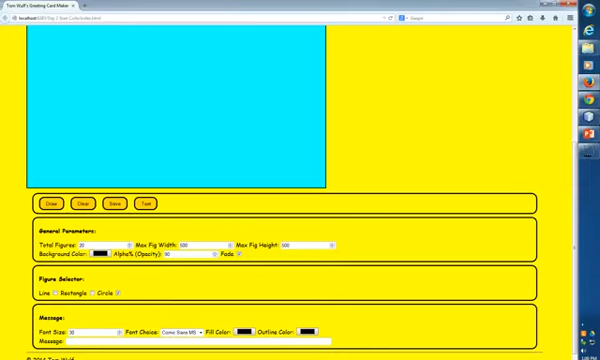 Tom Wulf's Greeting Card Maker
Google
Draw Clear Save Text
General Parameters:
Total Figures: 20 Max Fig Width: 500 Max Fig Height: 500
Background Color: Alpha% (Opacity): 90 Fade
Figure Selector:
Line Rectangle Circle
Message:
Font Size: 30 Font Choice: Comic Sans MS Fill Color: Outline Color:
Message:
© 2014 Tom Wulf